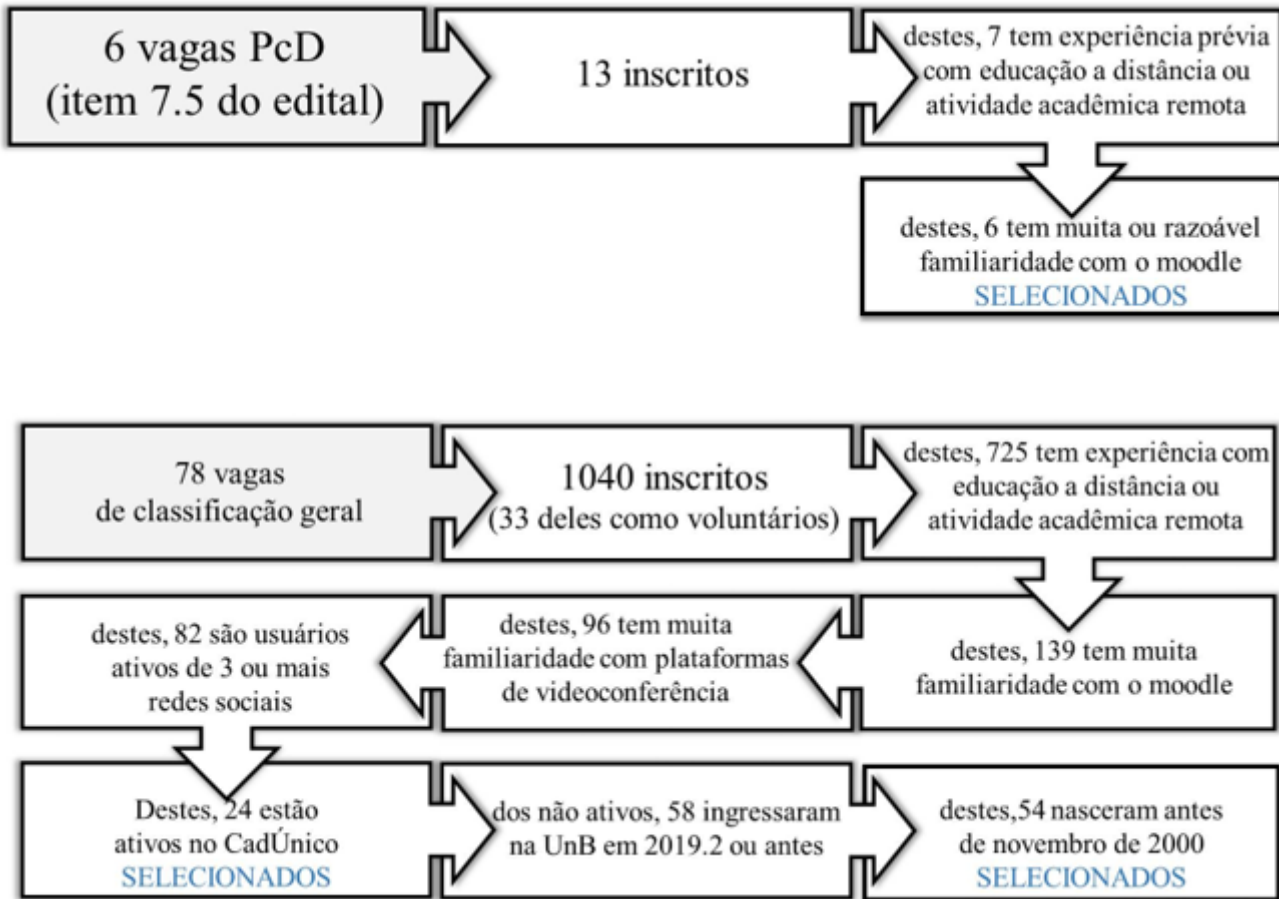 6 vagas PcD
(item 7.5 do edital)
13 inscritos
destes, 7 tem experiência prévia
com educação a distância ou
atividade acadêmica remota
destes, 6 tem muita ou razoável
familiaridade com o moodle
SELECIONADOS
78 vagas
de classificação geral
1040 inscritos
(33 deles como voluntários)
destes, 725 tem experiência com
educação a distância ou
atividade acadêmica remota
destes, 139 tem muita
familiaridade com o moodle
destes, 96 tem muita
familiaridade com plataformas
de videoconferência
destes, 82 são usuários
ativos de 3 ou mais
redes sociais
Destes, 24 estão
ativos no CadÚnico
SELECIONADOS
dos não ativos, 58 ingressaram
na UnB em 2019.2 ou antes
destes,54 nasceram antes
de novembro de 2000
SELECIONADOS